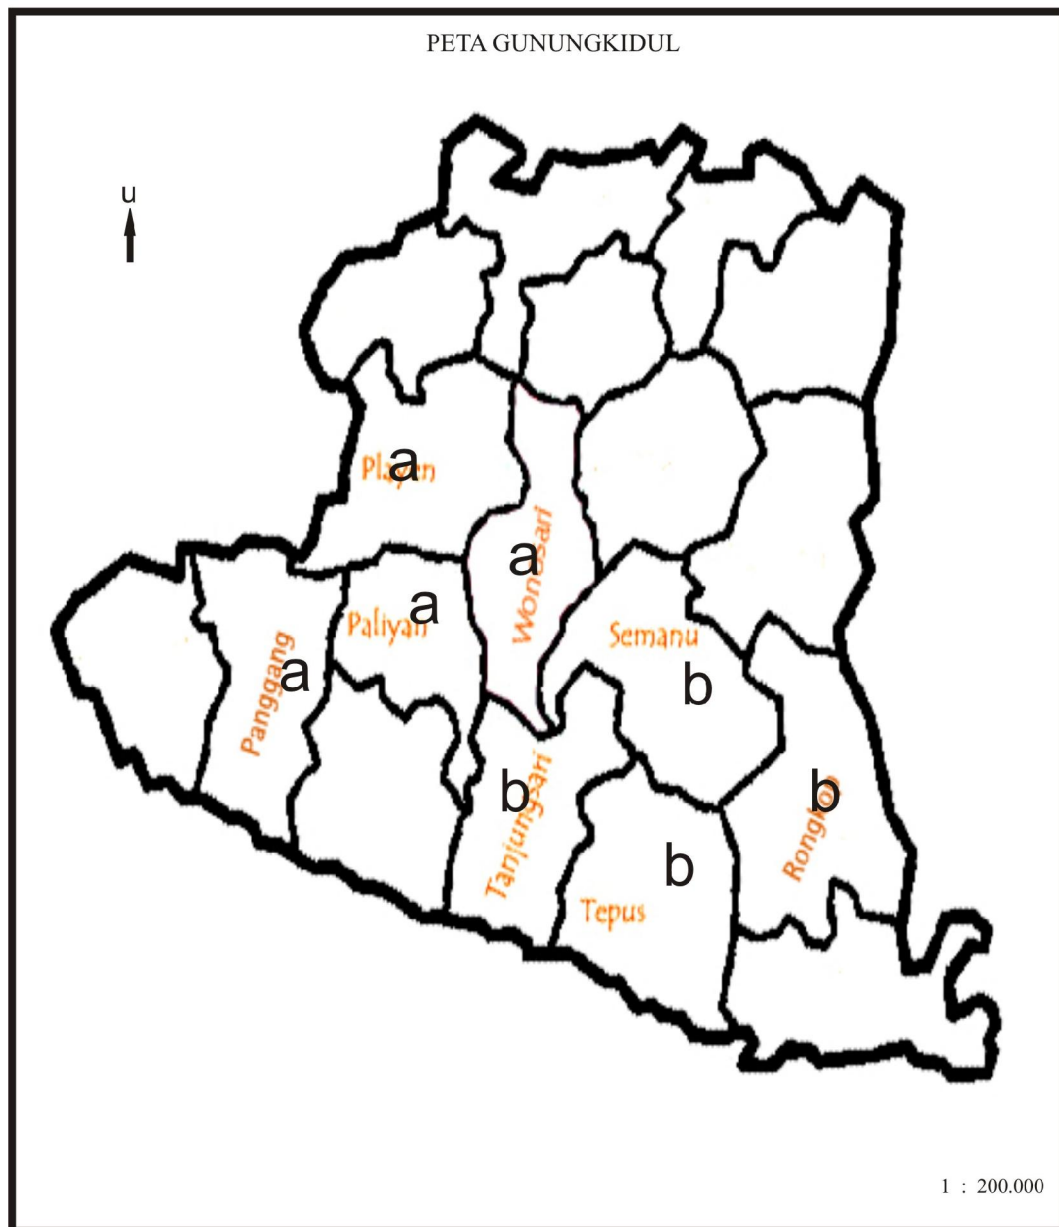 PETA GUNUNGKIDUL
u
Playen
a
Wonosari
a
Paliyan
a
Semanu
b
Panggang
a
Tanjungsari
b
Rongkop
b
Tepus
b
1 : 200.000